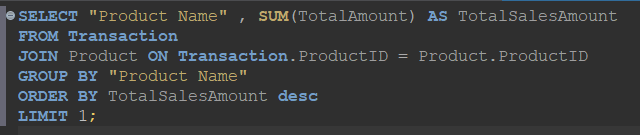 SELECT "Product Name" , SUM(TotalAmount) AS TotalSalesAmount
FROM Transaction
JOIN Product ON Transaction.ProductID = Product.ProductID
GROUP BY "Product Name"
ORDER BY TotalSalesAmount desc
LIMIT 1;